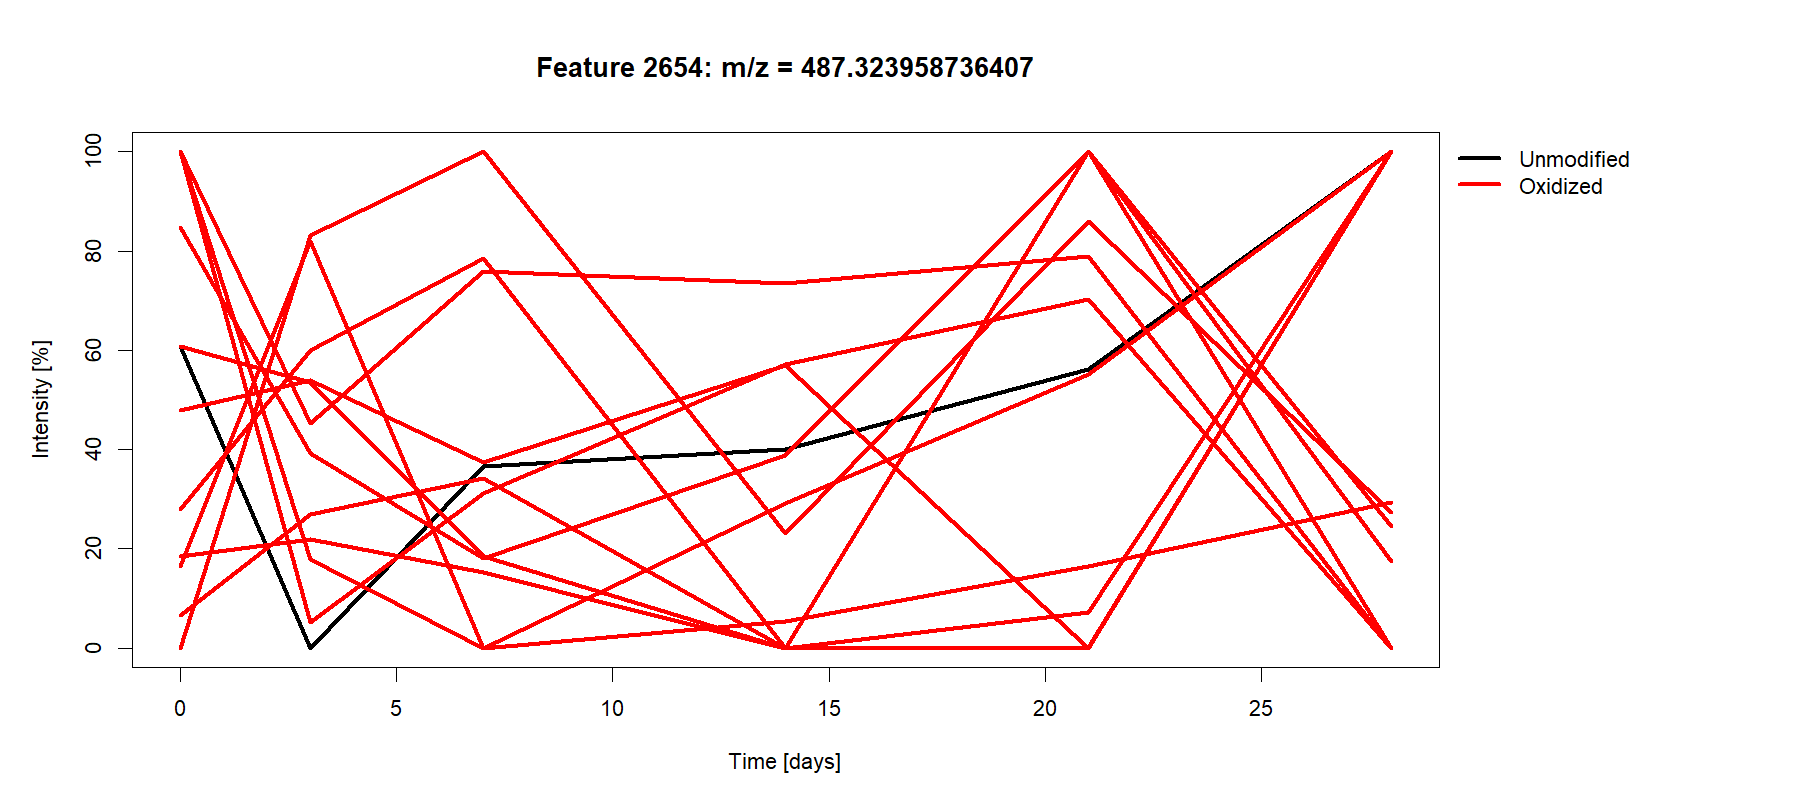 Feature 2654: m/z = 487.323958736407
Unmodified
Oxidized
Intensity [%]
100
80
60
40
20
0
0 5 10 15 20 25
Time [days]